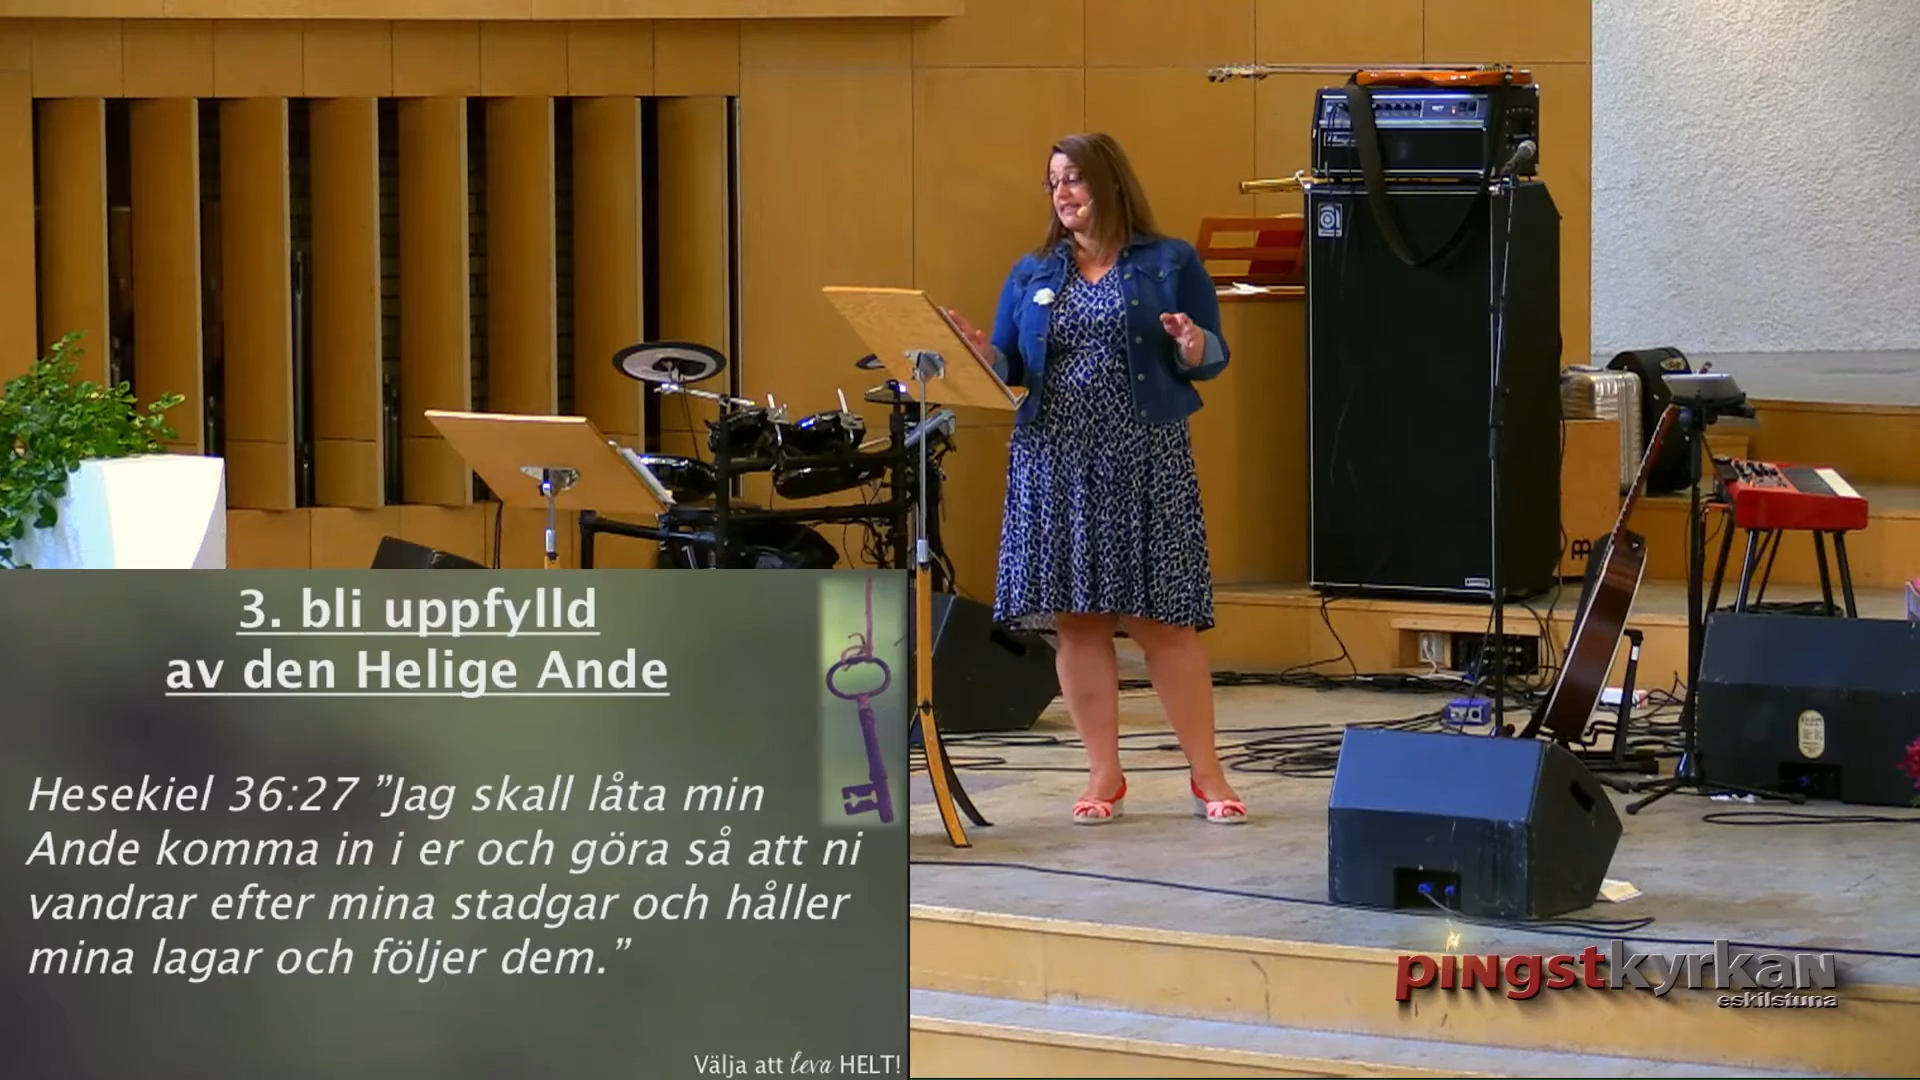 3. bli uppfylld
av den Helige Ande
Hesekiel 36:27 ”Jag skall låta min
Ande komma in i er och göra så att ni
vandrar efter mina stadgar och håller
mina lagar och följer dem.”
Välja att leva HELT!
pingstkyrkan
eskilstuna